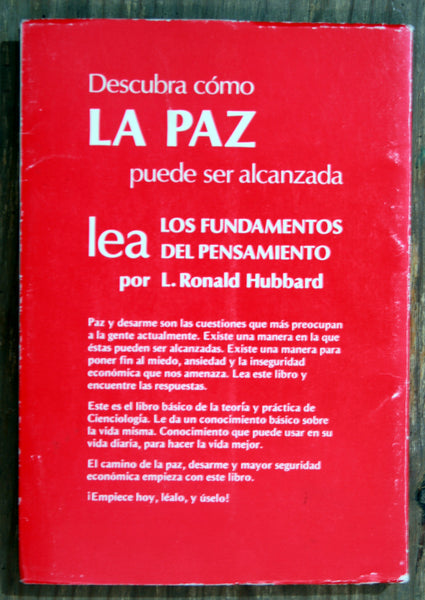 Descubra cómo
LA PAZ
puede ser alcanzada
lea LOS FUNDAMENTOS
DEL PENSAMIENTO
por L. Ronald Hubbard
Paz y desarme son las cuestiones que más preocupan
a la gente actualmente. Existe una manera en la que
éstas pueden ser alcanzadas. Existe una manera para
poner fin al miedo, ansiedad y la inseguridad
económica que nos amenaza. Lea este libro y
encuentre las respuestas.
Este es el libro básico de la teoría y práctica de
Cienciología. Le da un conocimiento básico sobre
la vida misma. Conocimiento que puede usar en su
vida diaria, para hacer la vida mejor.
El camino de la paz, desarme y mayor seguridad
económica empieza con este libro.
¡Empiece hoy, léalo, y úselo!